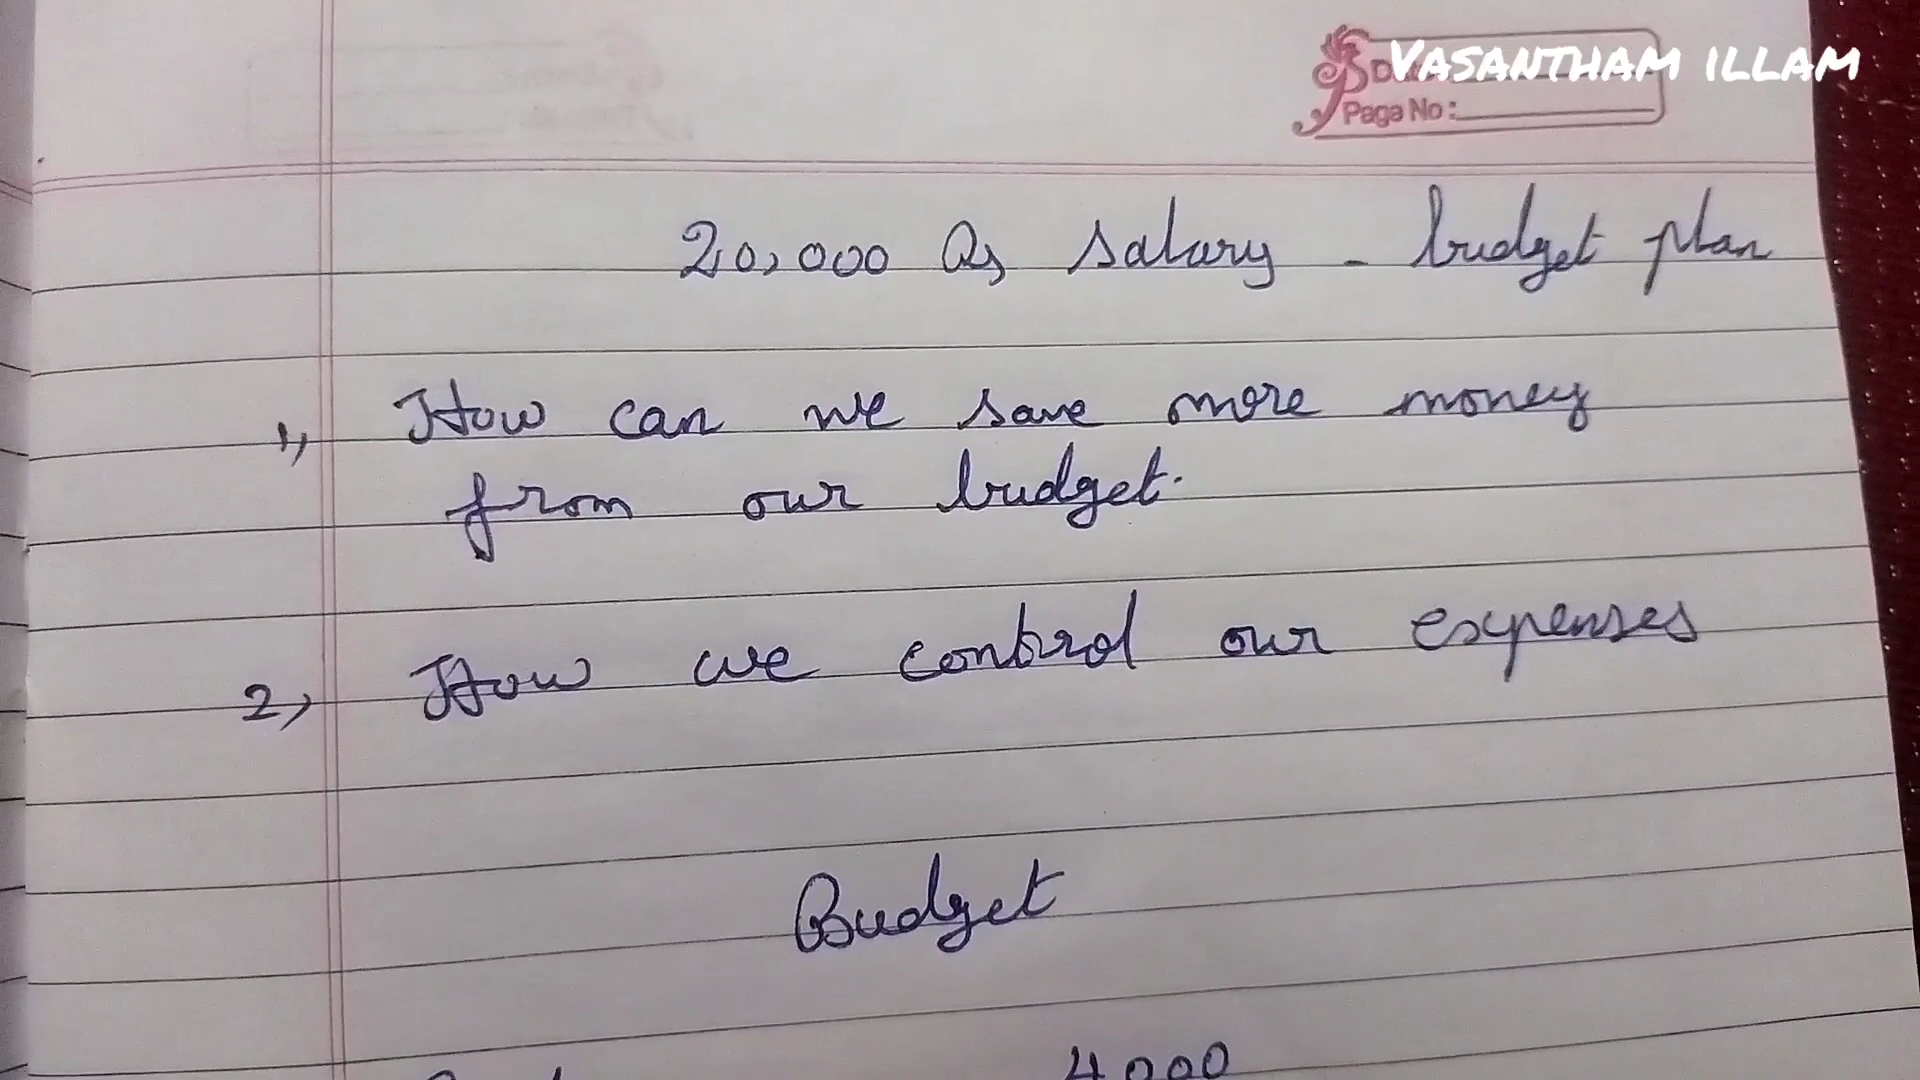 VASANTHAM ILLAM
Page No:
20,000 Rs salary - budget plan
1, How can we save more money
from our budget.
2, How we control our expenses
Budget
4000